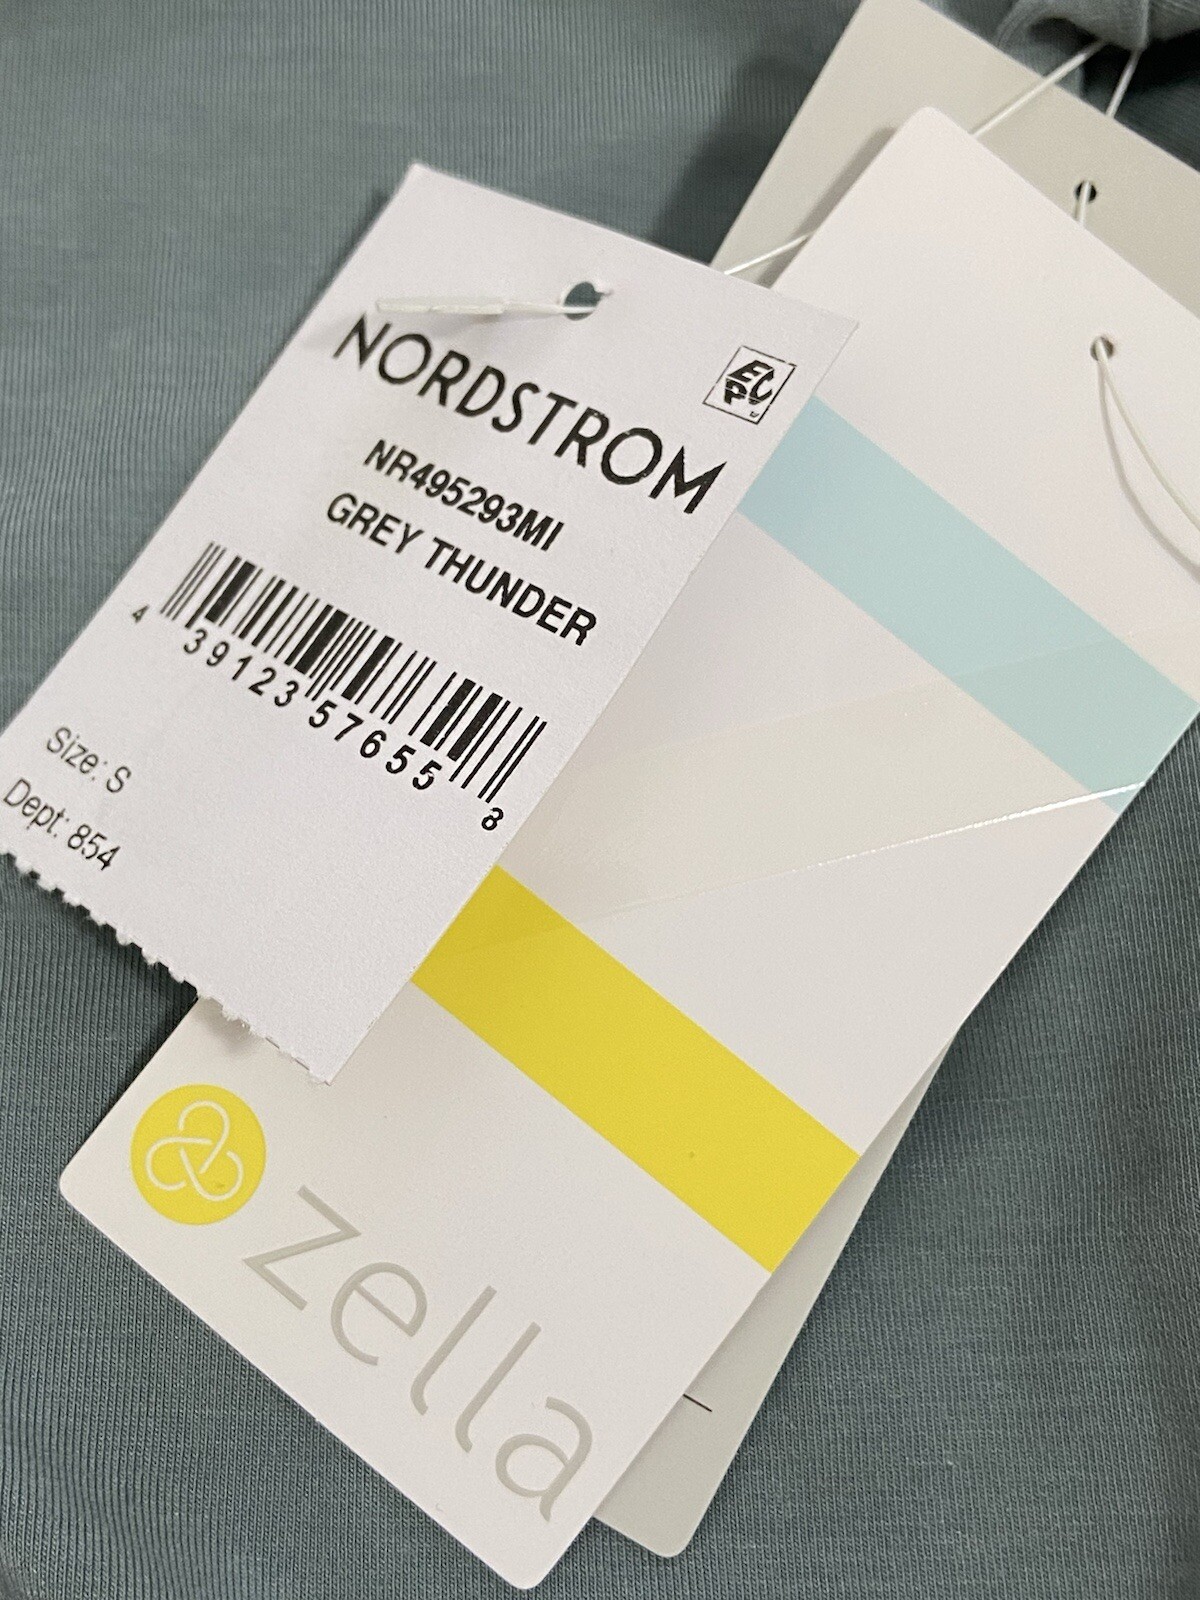 NORDSTROM
NR495293MI
GREY THUNDER
4 39123 57655 8
Size: S
Dept: 854
zella